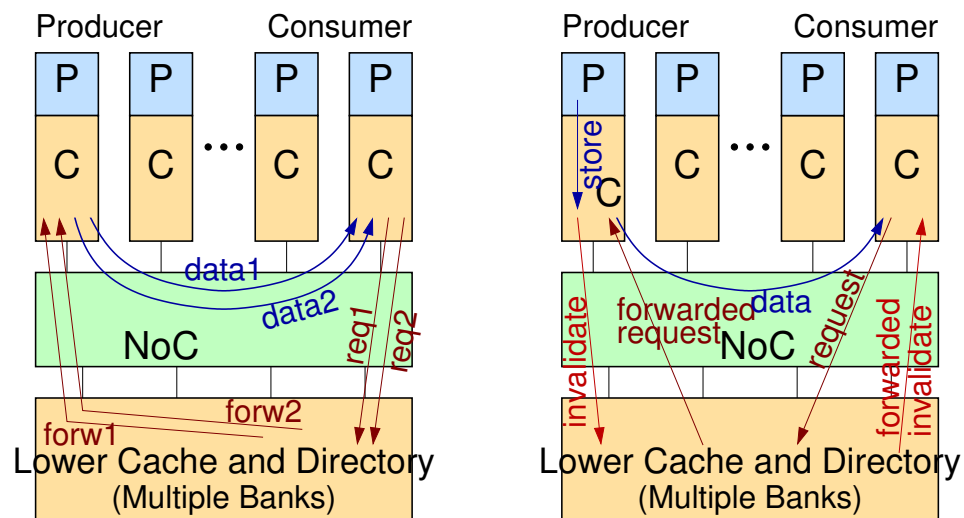 Producer
Consumer
P
P
P
P
C
C
C
C
...
data1
data2
req1
req2
NoC
forw1
forw2
Lower Cache and Directory
(Multiple Banks)
Producer
Consumer
P
P
P
P
store
C
C
C
C
...
data
forwarded
request
request
NoC
invalidate
forwarded
invalidate
Lower Cache and Directory
(Multiple Banks)